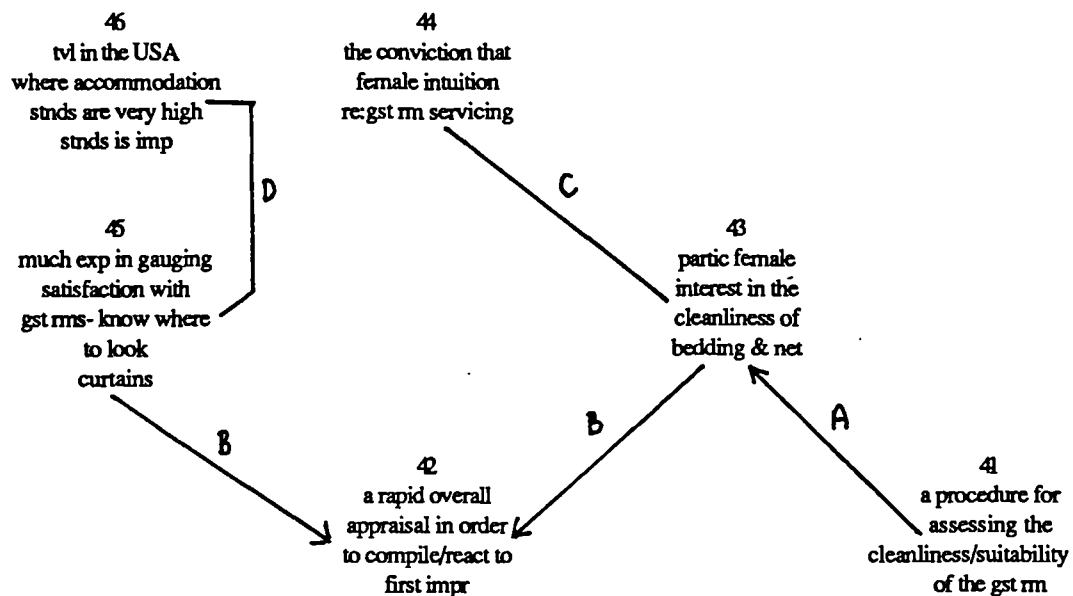 46
tvl in the USA
where accommodation
stnds are very high
stnds is imp
44
the conviction that
female intuition
re:gst rm servicing
D
C
45
much exp in gauging
satisfaction with
gst rms- know where
to look
curtains
43
partic female
interest in the
cleanliness of
bedding & net
B
B
A
42
a rapid overall
appraisal in order
to compile/react to
first impr
41
a procedure for
assessing the
cleanliness/suitability
of the gst rm